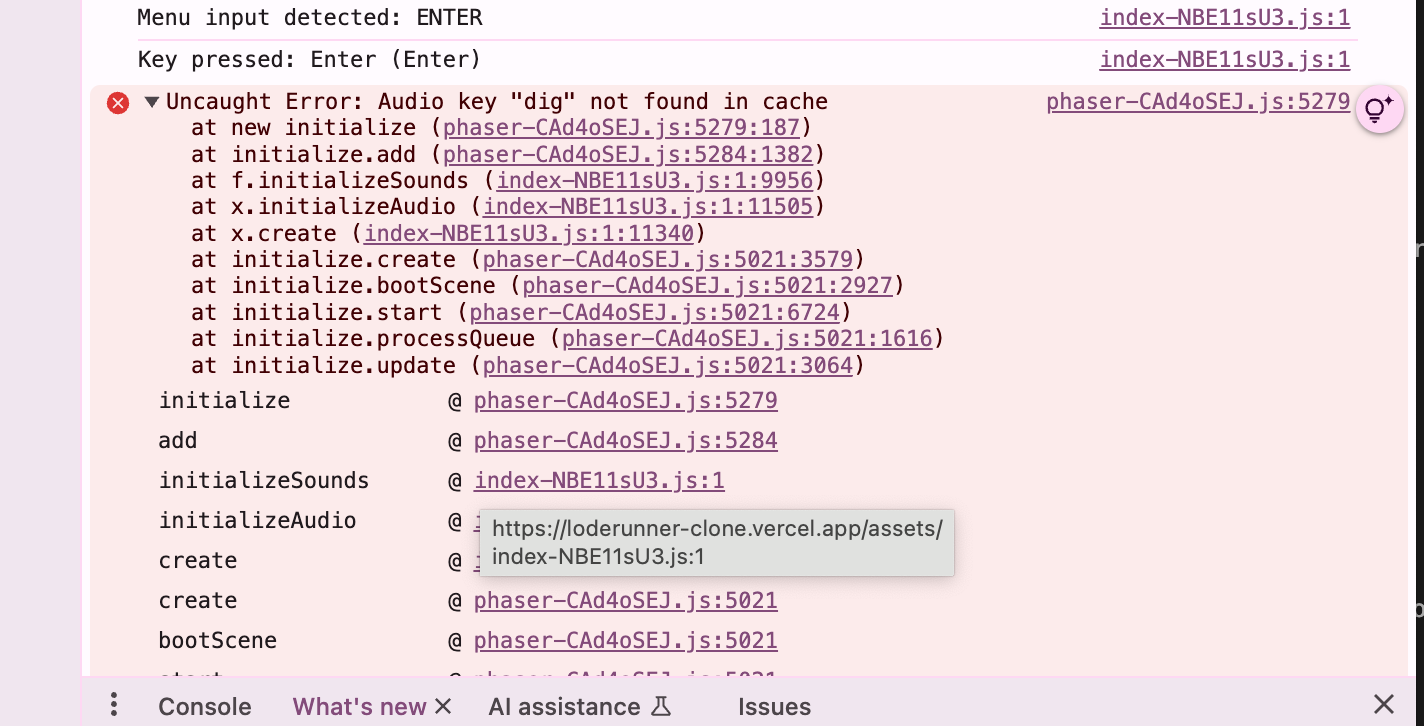 Menu input detected: ENTER index-NBE11sU3.js:1
Key pressed: Enter (Enter) index-NBE11sU3.js:1
Uncaught Error: Audio key "dig" not found in cache phaser-CAd4oSEJ.js:5279
at new initialize (phaser-CAd4oSEJ.js:5279:187)
at initialize.add (phaser-CAd4oSEJ.js:5284:1382)
at f.initializeSounds (index-NBE11sU3.js:1:9956)
at x.initializeAudio (index-NBE11sU3.js:1:11505)
at x.create (index-NBE11sU3.js:1:11340)
at initialize.create (phaser-CAd4oSEJ.js:5021:3579)
at initialize.bootScene (phaser-CAd4oSEJ.js:5021:2927)
at initialize.start (phaser-CAd4oSEJ.js:5021:6724)
at initialize.processQueue (phaser-CAd4oSEJ.js:5021:1616)
at initialize.update (phaser-CAd4oSEJ.js:5021:3064)
initialize @ phaser-CAd4oSEJ.js:5279
add @ phaser-CAd4oSEJ.js:5284
initializeSounds @ index-NBE11sU3.js:1
initializeAudio @
https://loderunner-clone.vercel.app/assets/
index-NBE11sU3.js:1
create @
create @ phaser-CAd4oSEJ.js:5021
bootScene @ phaser-CAd4oSEJ.js:5021
Console What's new AI assistance Issues